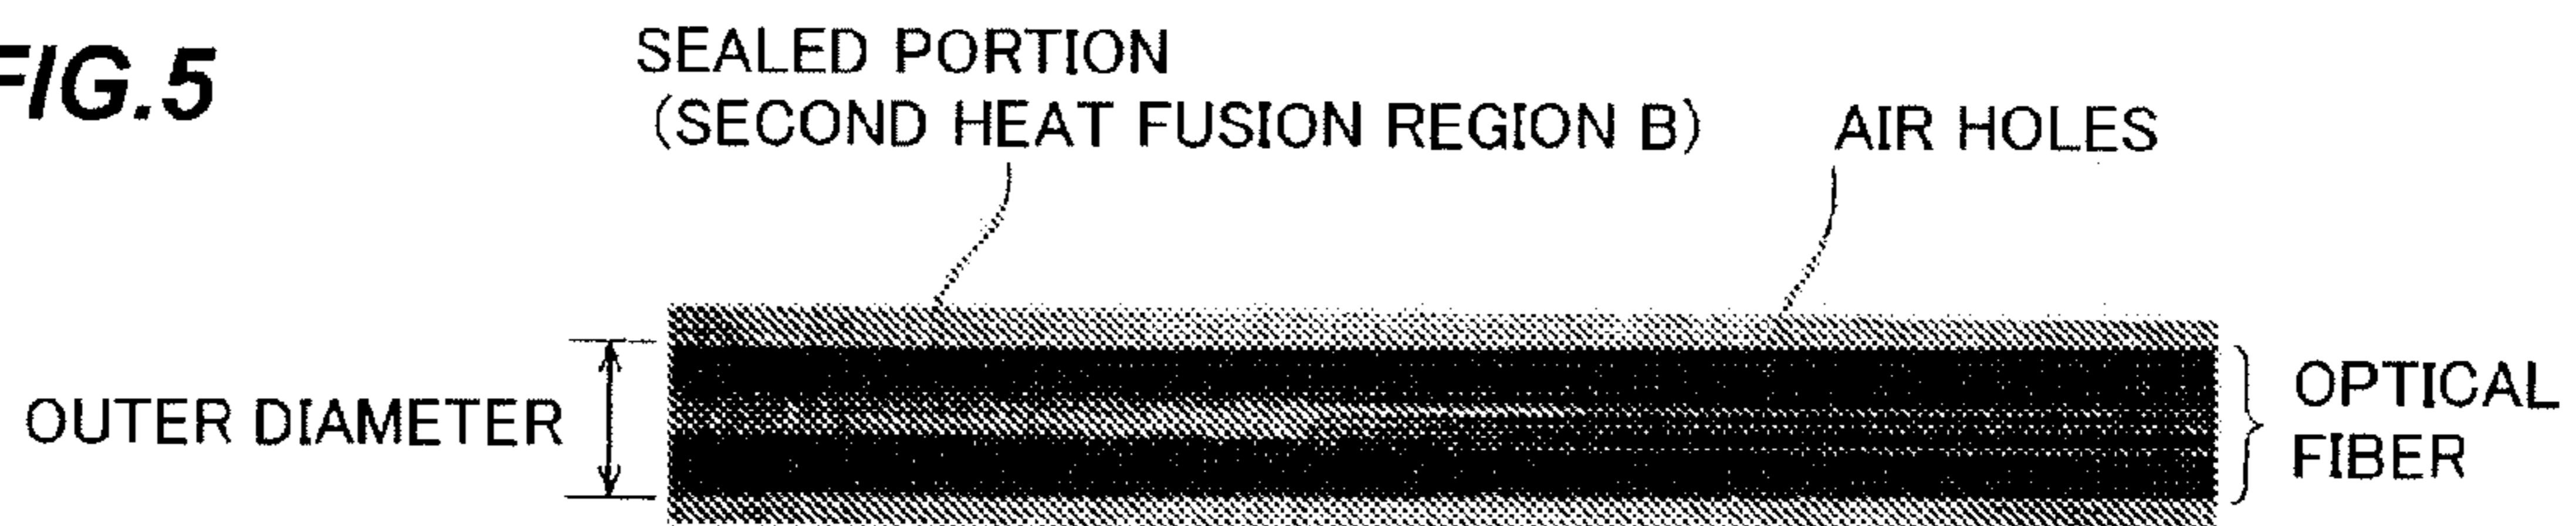 FIG.5
SEALED PORTION
(SECOND HEAT FUSION REGION B)
AIR HOLES
OUTER DIAMETER
OPTICAL
FIBER